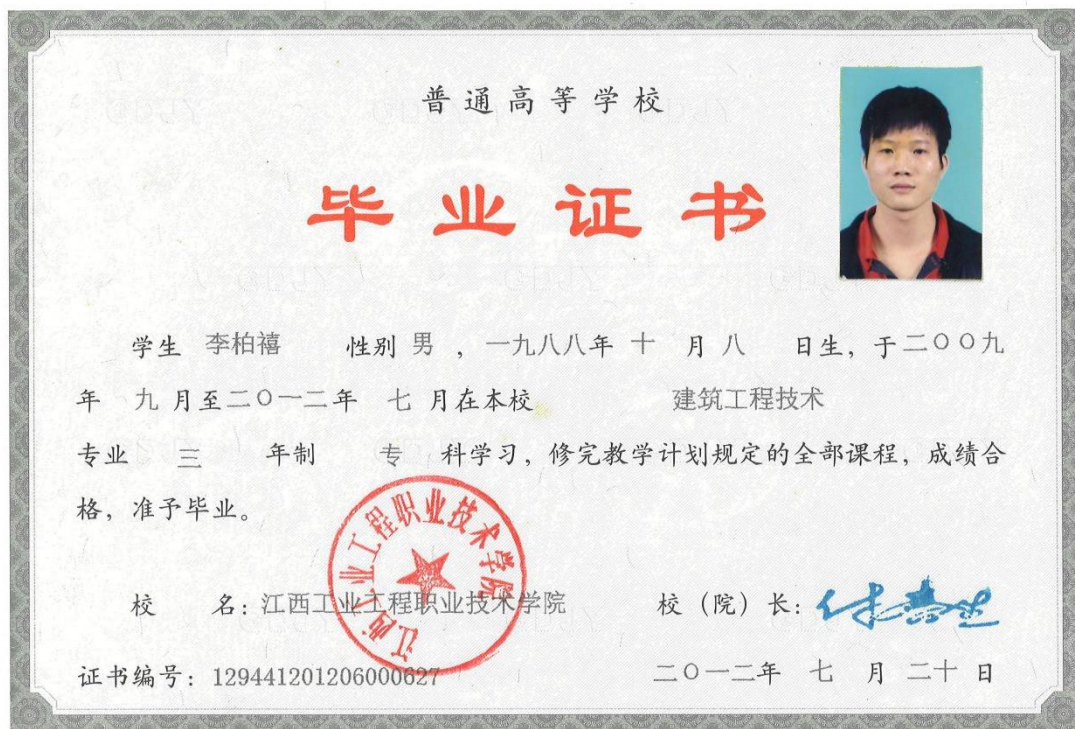 普通高等学校
毕业证书
学生 李柏禧 性别 男 ,一九八八年 十 月 八 日生,于二〇〇九
年 九 月至二〇一二年 七 月在本校 建筑工程技术
专业 三 年制 专 科学习,修完教学计划规定的全部课程,成绩合
格,准予毕业。
江西工业工程职业技术学院
校 名:江西工业工程职业技术学院 校(院)长:
证书编号:129441201206000627 二〇一二年 七 月 二十 日